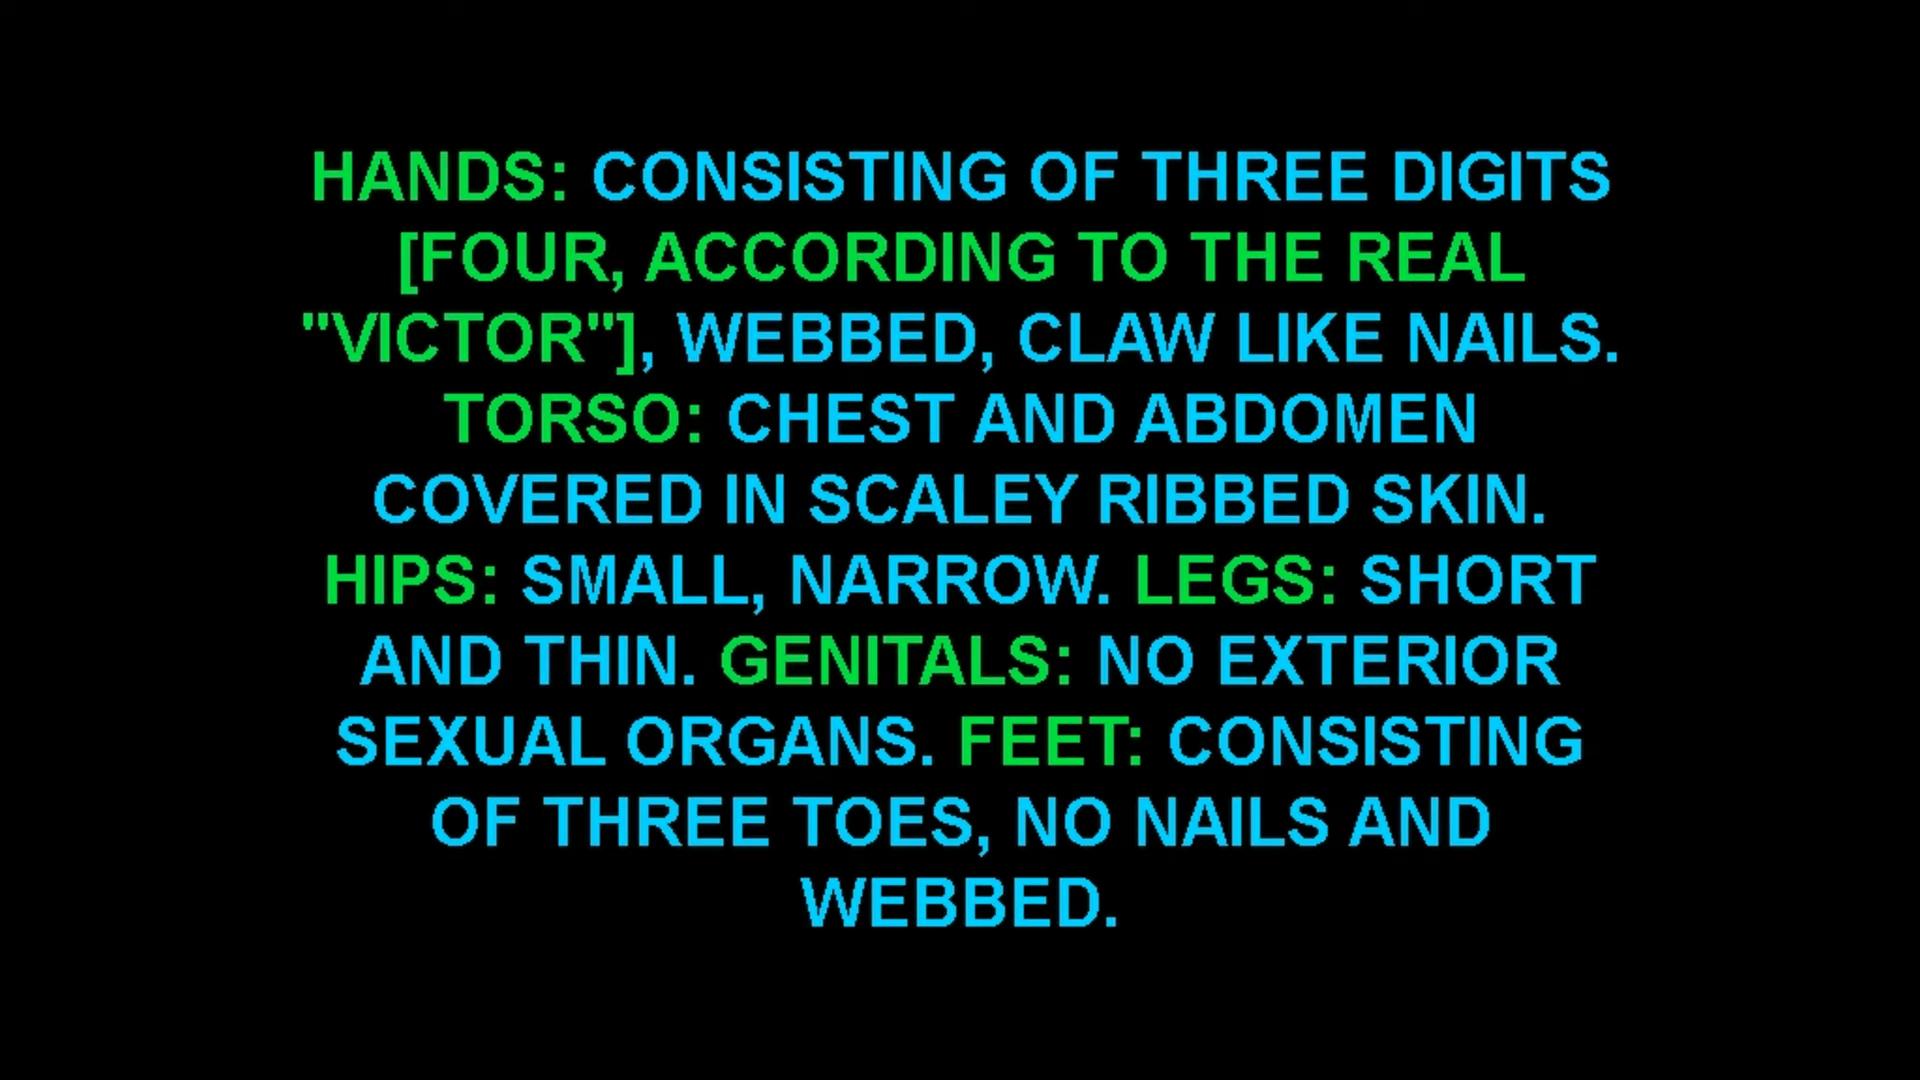 HANDS: CONSISTING OF THREE DIGITS
[FOUR, ACCORDING TO THE REAL
"VICTOR"], WEBBED, CLAW LIKE NAILS.
TORSO: CHEST AND ABDOMEN
COVERED IN SCALEY RIBBED SKIN.
HIPS: SMALL, NARROW. LEGS: SHORT
AND THIN. GENITALS: NO EXTERIOR
SEXUAL ORGANS. FEET: CONSISTING
OF THREE TOES, NO NAILS AND
WEBBED.